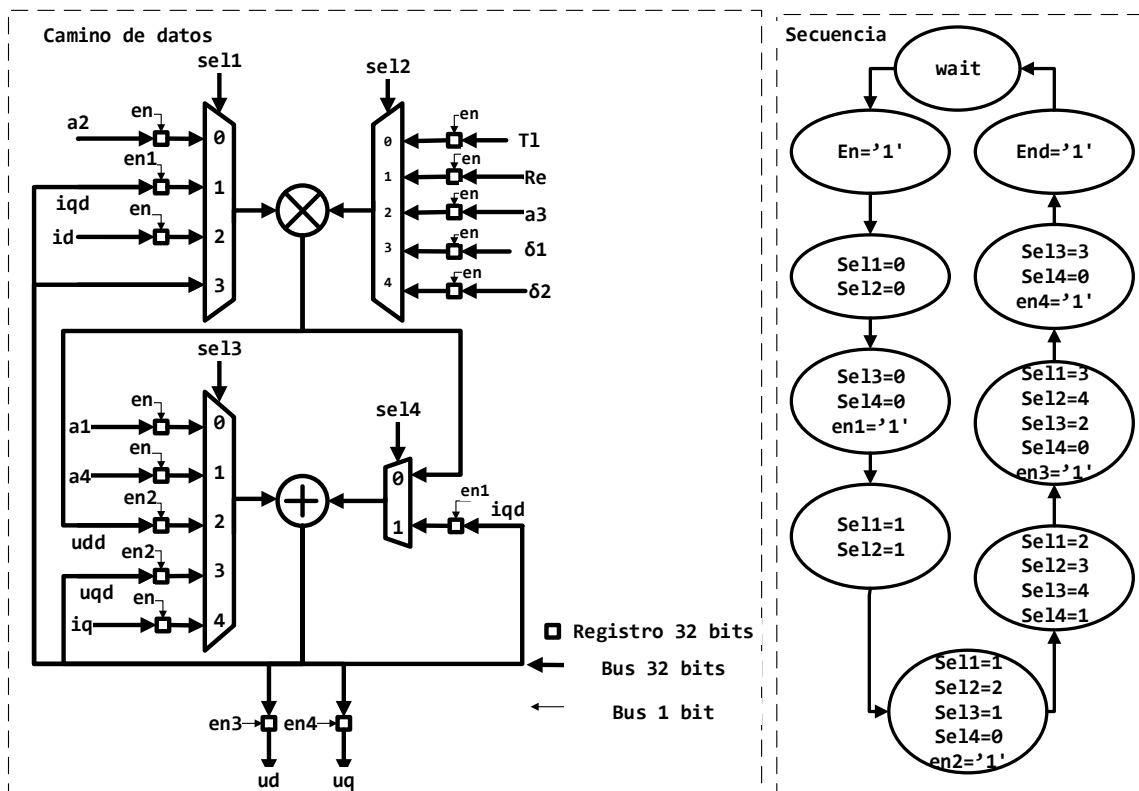 Camino de datos
sel1
sel2
en
a2
0
en1
iqd
1
en
id
2
3
en
0
Tl
en
1
Re
en
2
a3
en
3
δ1
en
4
δ2
sel3
en
a1
0
en
a4
1
en2
udd
2
en2
uqd
3
en
iq
4
sel4
0
en1
iqd
1
Registro 32 bits
Bus 32 bits
Bus 1 bit
en3
en4
ud
uq
Secuencia
wait
En='1'
Sel1=0
Sel2=0
Sel3=0
Sel4=0
en1='1'
Sel1=1
Sel2=1
Sel1=1
Sel2=2
Sel3=1
Sel4=0
en2='1'
Sel1=2
Sel2=3
Sel3=4
Sel4=1
Sel1=3
Sel2=4
Sel3=2
Sel4=0
en3='1'
Sel3=3
Sel4=0
en4='1'
End='1'